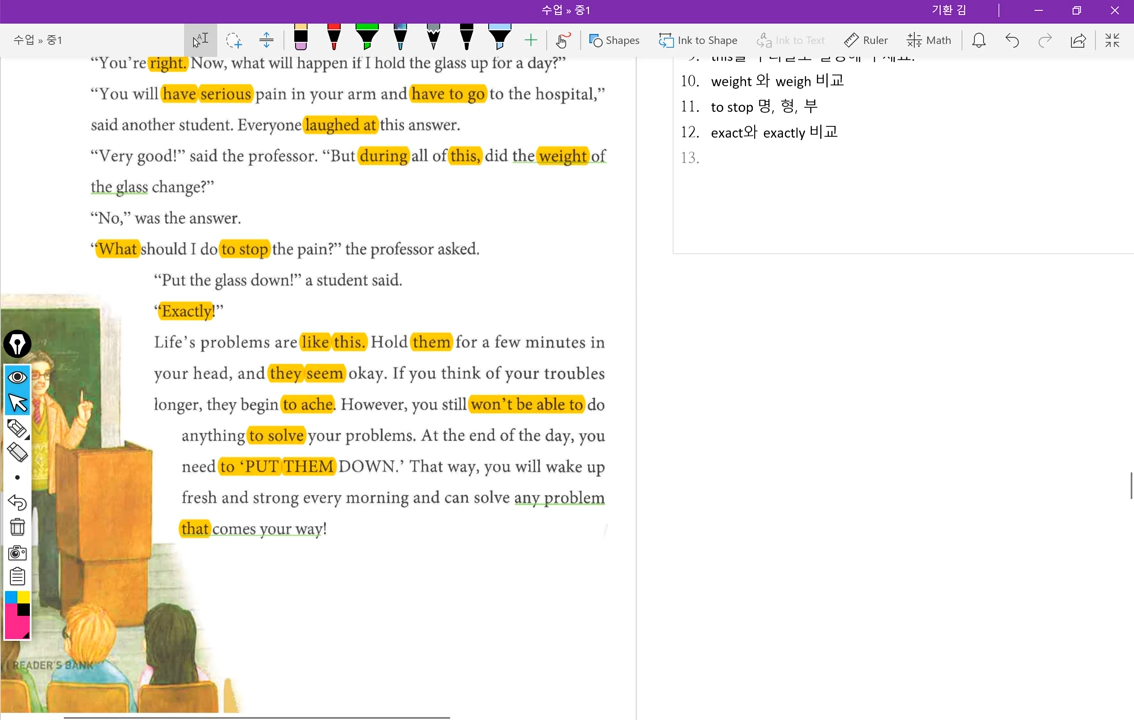 수업 » 중1
기환 김
수업 » 중1
Shapes
Ink to Shape
Ink to Text
Ruler
Math
"You're right. Now, what will happen if I hold the glass up for a day?"
"You will have serious pain in your arm and have to go to the hospital,"
said another student. Everyone laughed at this answer.
"Very good!" said the professor. "But during all of this, did the weight of
the glass change?"
"No," was the answer.
"What should I do to stop the pain?" the professor asked.
"Put the glass down!" a student said.
"Exactly!"
Life's problems are like this. Hold them for a few minutes in
your head, and they seem okay. If you think of your troubles
longer, they begin to ache. However, you still won't be able to do
anything to solve your problems. At the end of the day, you
need to 'PUT THEM DOWN.' That way, you will wake up
fresh and strong every morning and can solve any problem
that comes your way!
READER'S BANK
10. weight 와 weigh 비교
11. to stop 명, 형, 부
12. exact와 exactly 비교
13.